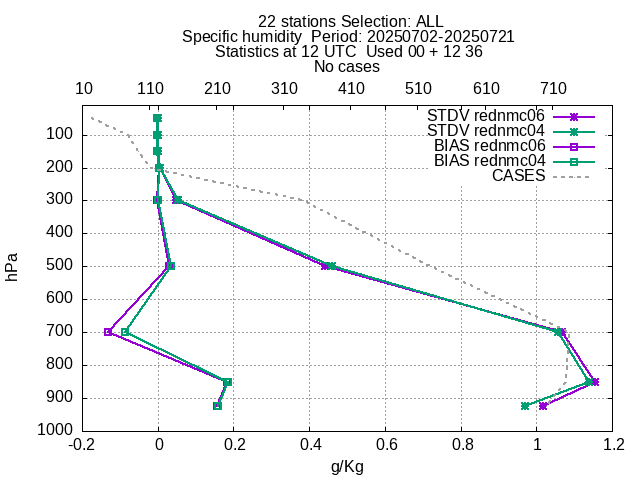 22 stations Selection: ALL
Specific humidity  Period: 20250702-20250721
Statistics at 12 UTC  Used 00 + 12 36
No cases
10 110 210 310 410 510 610 710
STDV rednmc06
STDV rednmc04
BIAS rednmc06
BIAS rednmc04
CASES
hPa
100
200
300
400
500
600
700
800
900
1000
-0.2 0 0.2 0.4 0.6 0.8 1 1.2
g/Kg